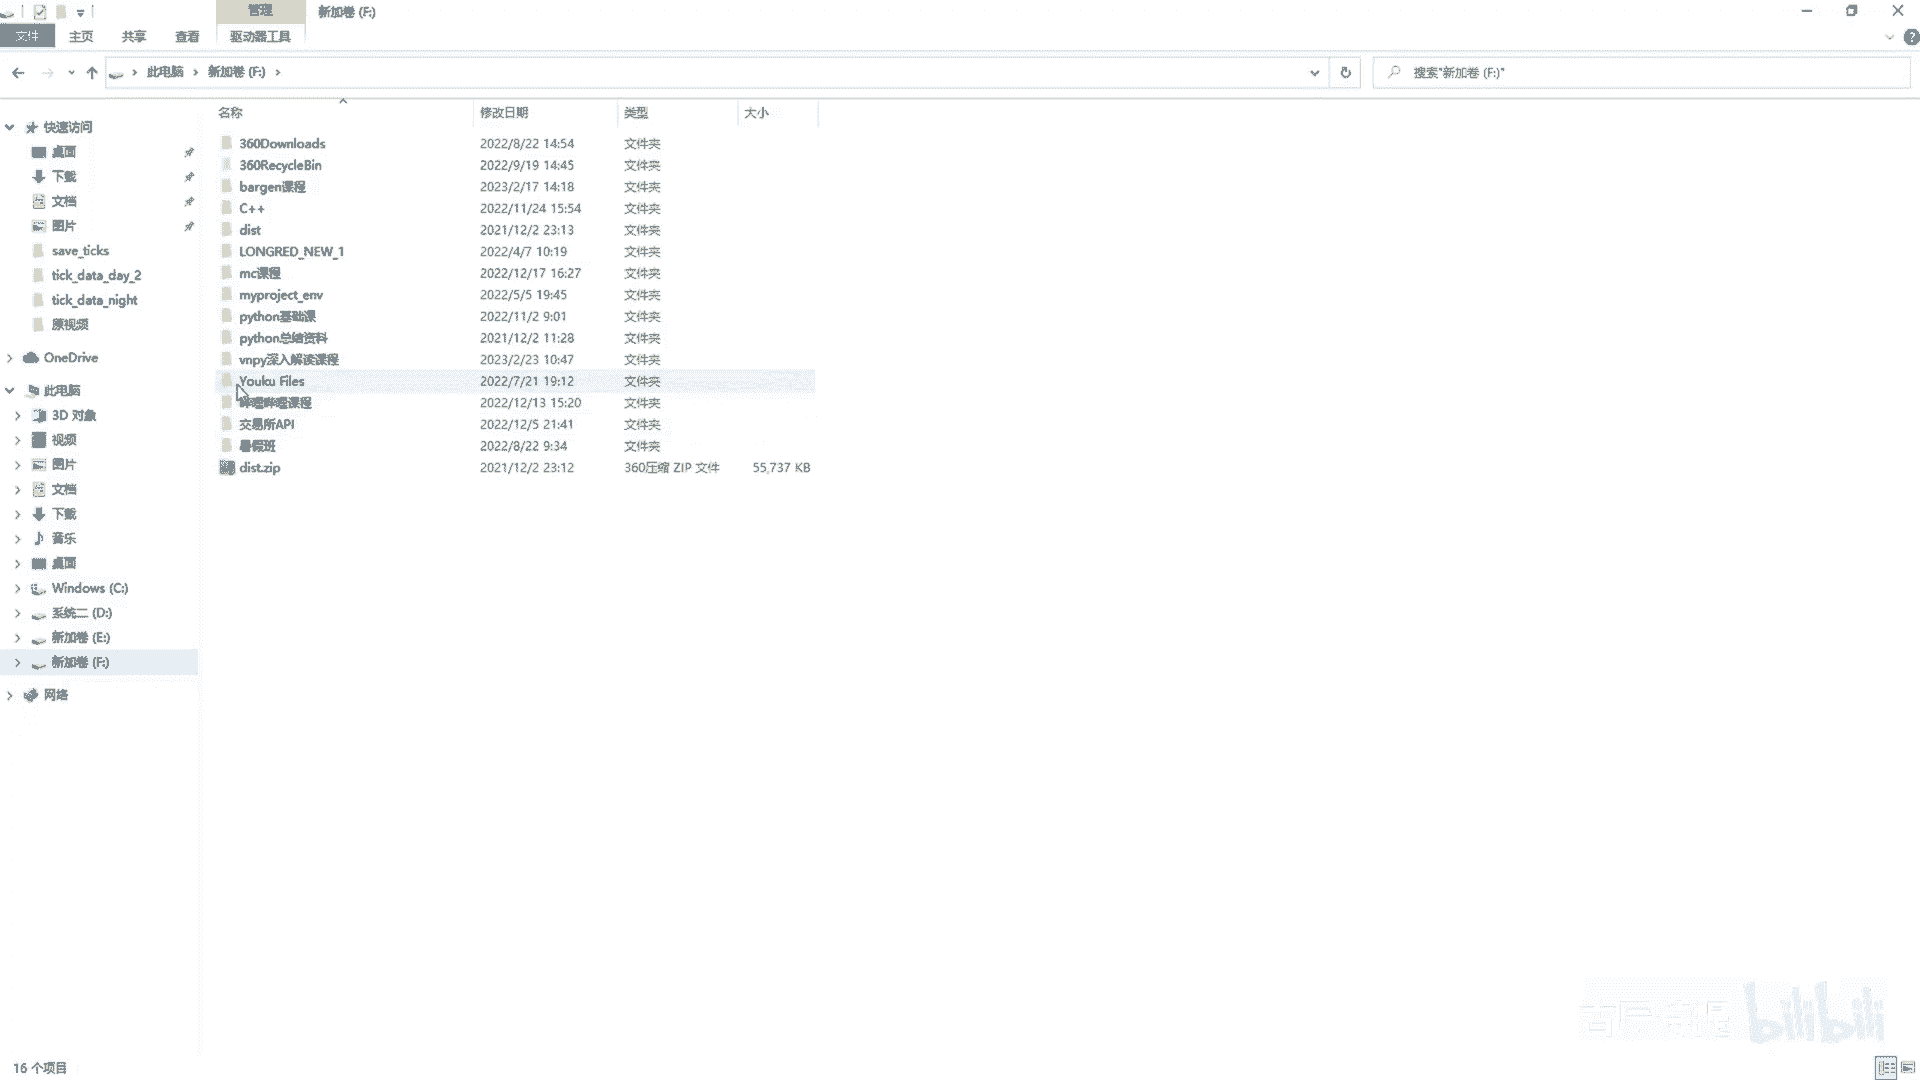 管理 新加卷 (F:)
文件 主页 共享 查看 驱动器工具
此电脑 新加卷 (F:) 搜索"新加卷 (F:)"
名称 修改日期 类型 大小
快速访问
桌面
下载
文档
图片
save_ticks
tick_data_day_2
tick_data_night
原视频
OneDrive
此电脑
3D 对象
视频
图片
文档
下载
音乐
桌面
Windows (C:)
系统二 (D:)
新加卷 (E:)
新加卷 (F:)
网络
360Downloads 2022/8/22 14:54 文件夹
360RecycleBin 2022/9/19 14:45 文件夹
bargen课程 2023/2/17 14:18 文件夹
C++ 2022/11/24 15:54 文件夹
dist 2021/12/2 23:13 文件夹
LONGRED_NEW_1 2022/4/7 10:19 文件夹
mc课程 2022/12/17 16:27 文件夹
myproject_env 2022/5/5 19:45 文件夹
python基础课 2022/11/2 9:01 文件夹
python总结资料 2021/12/2 11:28 文件夹
vnpy深入解读课程 2023/2/23 10:47 文件夹
Youku Files 2022/7/21 19:12 文件夹
哔哩哔哩课程 2022/12/13 15:20 文件夹
交易所API 2022/12/5 21:41 文件夹
暑假班 2022/8/22 9:34 文件夹
dist.zip 2021/12/2 23:12 360压缩 ZIP 文件 55,737 KB
bilibili
16 个项目